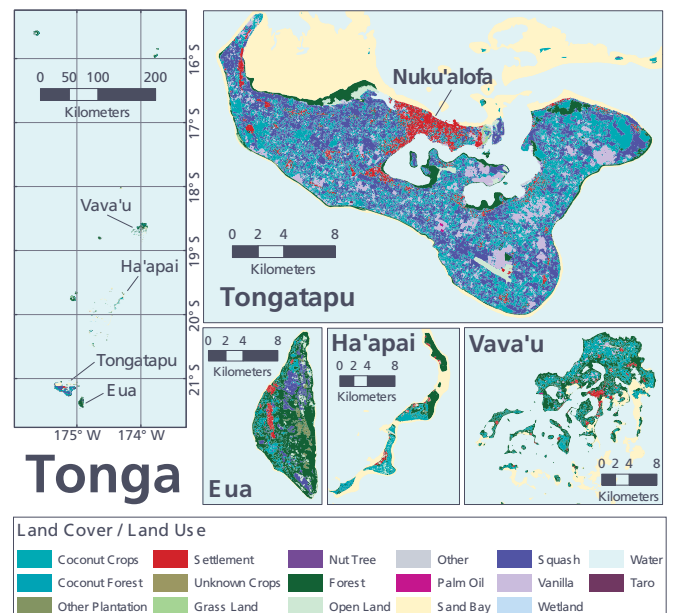 0 50 100 200
Kilometers
Vava'u
Ha'apai
Tongatapu
Eua
16°S
17°S
18°S
19°S
20°S
21°S
175°W 174°W
Tonga
Nuku'alofa
0 2 4 8
Kilometers
Tongatapu
0 2 4 8
Kilometers
Eua
Ha'apai
0 2 4 8
Kilometers
Vava'u
0 2 4 8
Kilometers
Land Cover / Land Use
Coconut Crops Settlement Nut Tree Other Squash Water
Coconut Forest Unknown Crops Forest Palm Oil Vanilla Taro
Other Plantation Grass Land Open Land Sand Bay Wetland